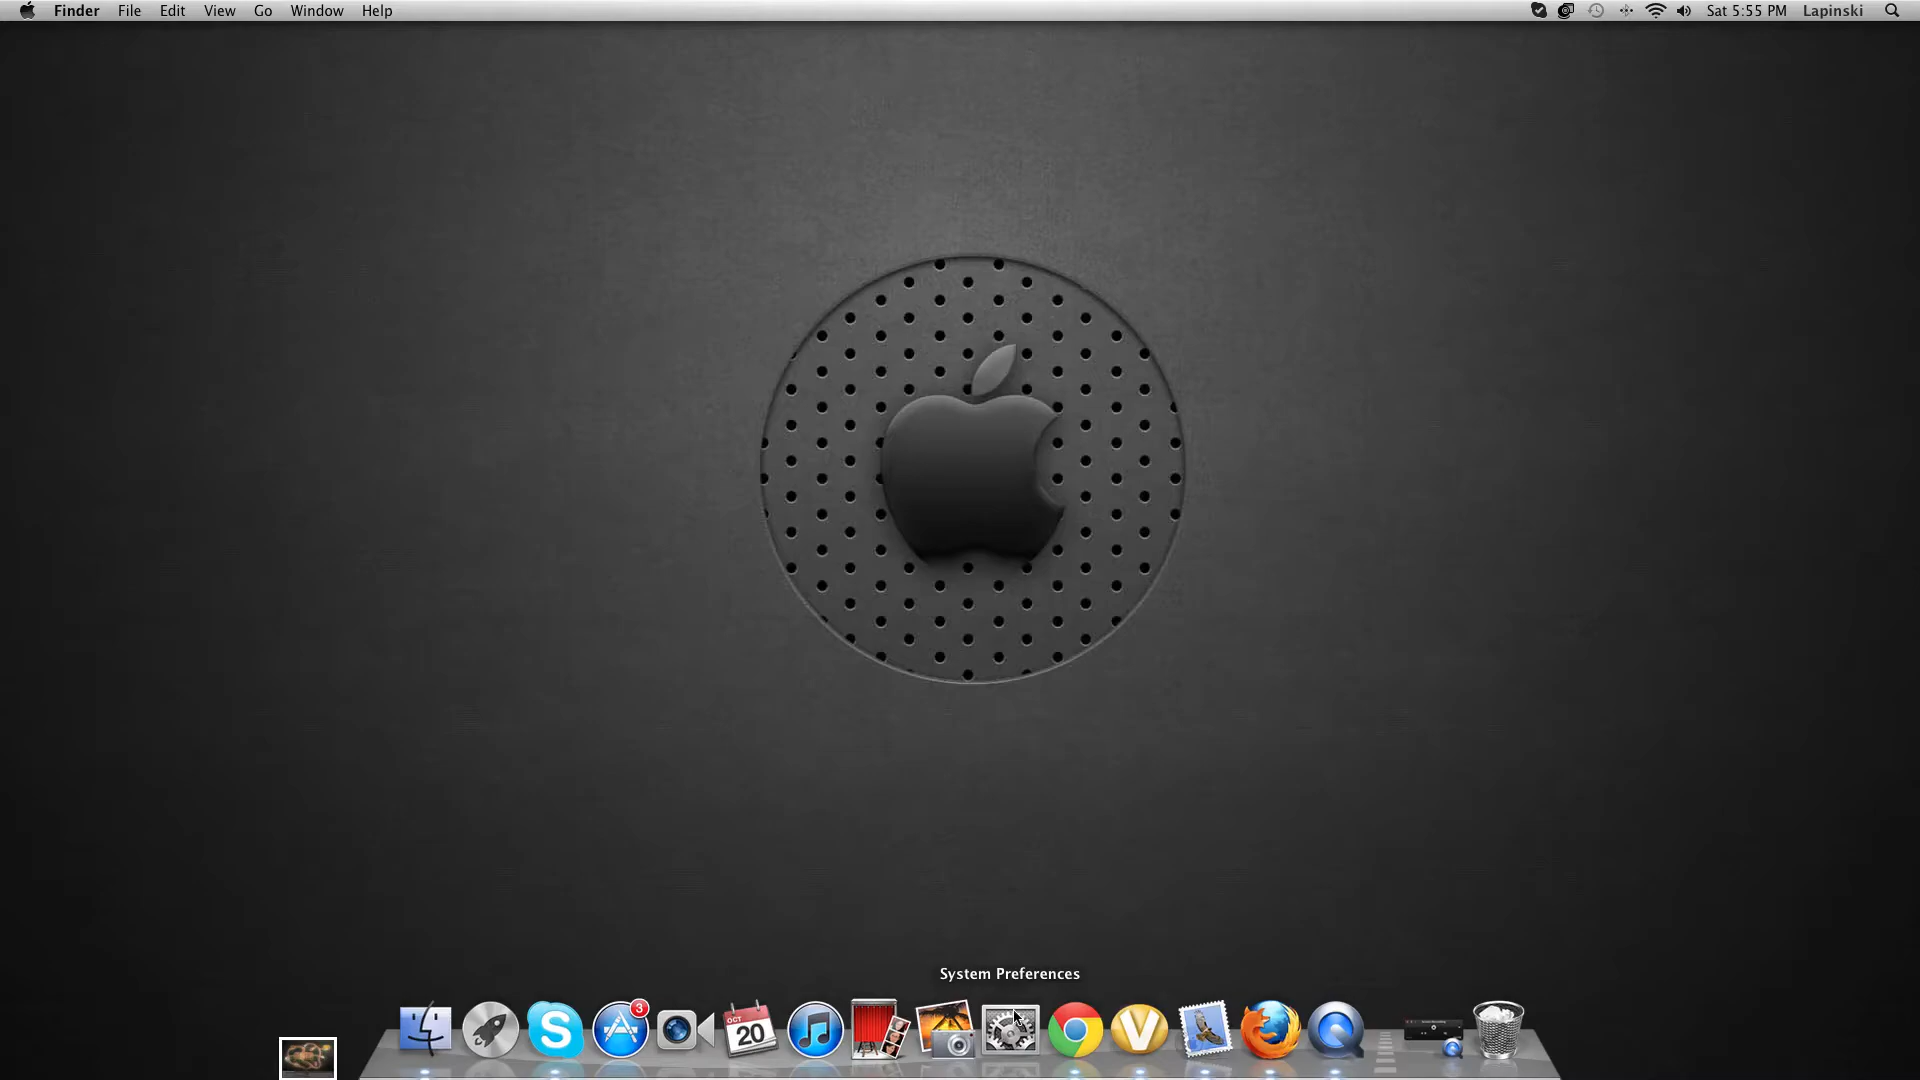 Finder File Edit View Go Window Help Sat 5:55 PM Lapinski
System Preferences
3
OCT
20